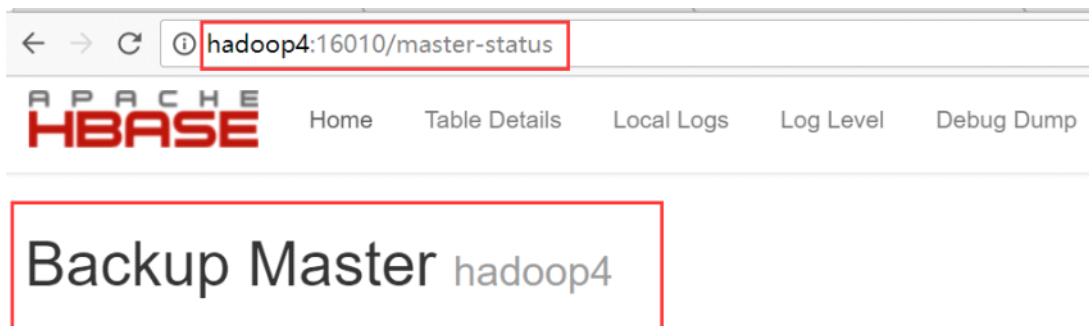 hadoop4:16010/master-status
APACHE
HBASE
Home Table Details Local Logs Log Level Debug Dump
Backup Master hadoop4